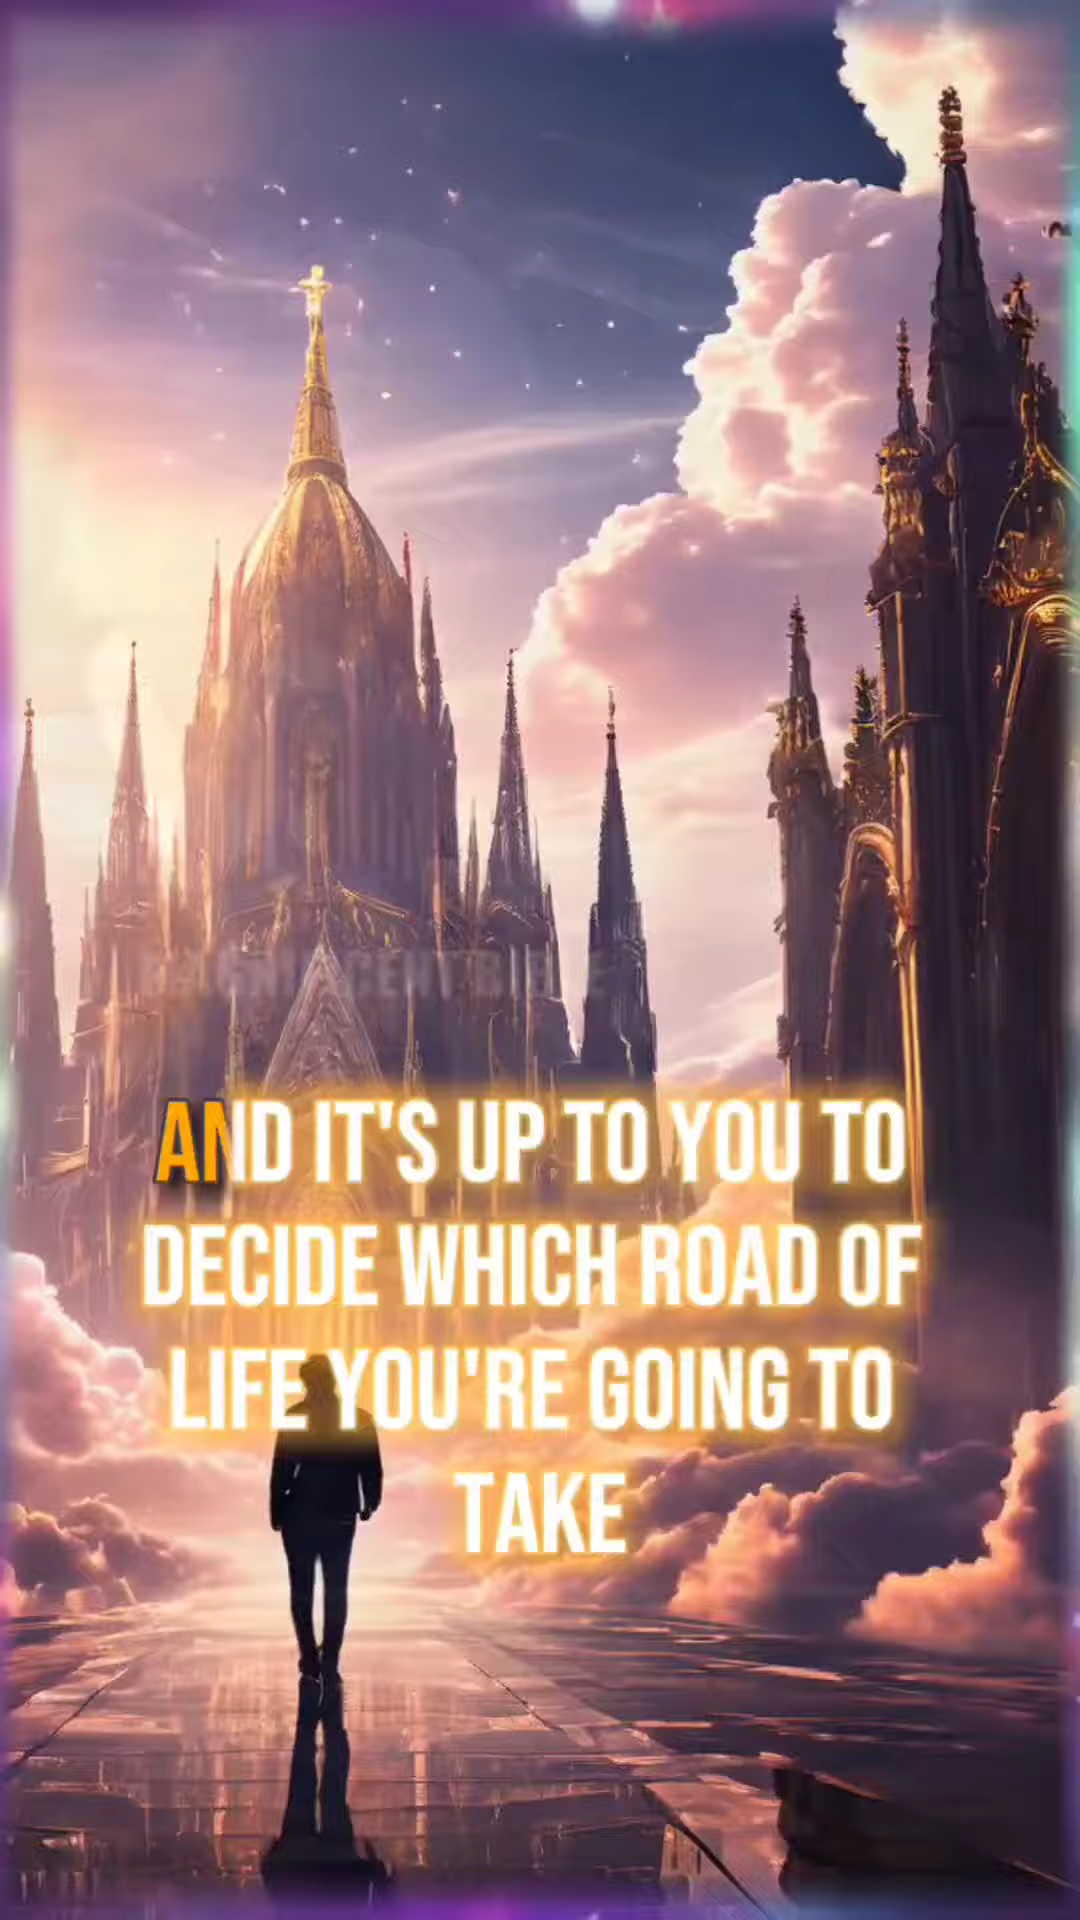 AND IT'S UP TO YOU TO
DECIDE WHICH ROAD OF
LIFE YOU'RE GOING TO
TAKE